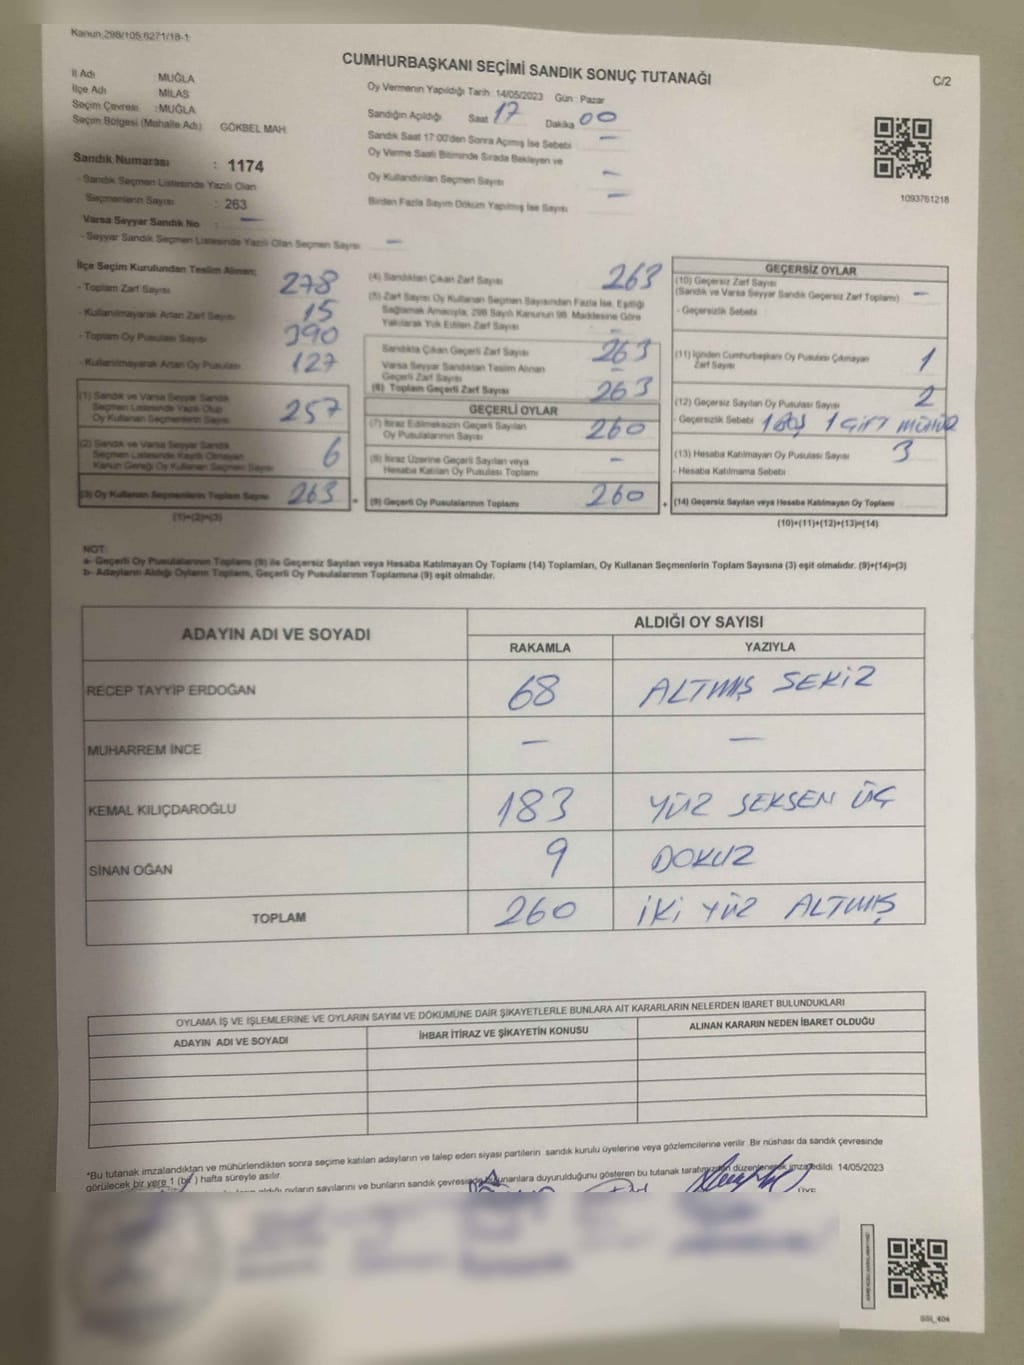 Kanun:298/105;6271/18-1
CUMHURBAŞKANI SEÇİMİ SANDIK SONUÇ TUTANAĞI
C/2
İl Adı : MUĞLA
İlçe Adı : MİLAS
Seçim Çevresi : MUĞLA
Seçim Bölgesi (Mahalle Adı) GÖKBEL MAH.
Sandık Numarası : 1174
- Sandık Seçmen Listesinde Yazılı Olan
Seçmenlerin Sayısı : 263
Varsa Seyyar Sandık No : —
- Seyyar Sandık Seçmen Listesinde Yazılı Olan Seçmen Sayısı: —
Oy Vermenin Yapıldığı Tarih :14/05/2023 Gün : Pazar
Sandığın Açıldığı Saat 17 Dakika 00
Sandık Saat 17:00'den Sonra Açılmış İse Sebebi —
Oy Verme Saati Bitiminde Sırada Bekleyen ve
Oy Kullandırılan Seçmen Sayısı —
Birden Fazla Sayım Döküm Yapılmış İse Sayısı —
1093761218
İlçe Seçim Kurulundan Teslim Alınan;
- Toplam Zarf Sayısı 278
- Kullanılmayarak Artan Zarf Sayısı 15
- Toplam Oy Pusulası Sayısı 390
- Kullanılmayarak Artan Oy Pusulası 127
(1) Sandık ve Varsa Seyyar Sandık
Seçmen Listesinde Yazılı Olup
Oy Kullanan Seçmenlerin Sayısı 257
(2) Sandık ve Varsa Seyyar Sandık
Seçmen Listesinde Kayıtlı Olmayan
Kanun Gereği Oy Kullanan Seçmen Sayısı 6
(3) Oy Kullanan Seçmenlerin Toplam Sayısı 263
(1)+(2)=(3)
(4) Sandıktan Çıkan Zarf Sayısı 263
(5) Zarf Sayısı Oy Kullanan Seçmen Sayısından Fazla İse, Eşitliği
Sağlamak Amacıyla, 298 Sayılı Kanunun 98. Maddesine Göre
Yakılarak Yok Edilen Zarf Sayısı —
Sandıkta Çıkan Geçerli Zarf Sayısı 263
Varsa Seyyar Sandıktan Teslim Alınan
Geçerli Zarf Sayısı —
(6) Toplam Geçerli Zarf Sayısı 263
GEÇERLİ OYLAR
(7) İtiraz Edilmeksizin Geçerli Sayılan
Oy Pusulalarının Sayısı 260
(8) İtiraz Üzerine Geçerli Sayılan veya
Hesaba Katılan Oy Pusulası Toplamı —
(9) Geçerli Oy Pusulalarının Toplamı 260
GEÇERSİZ OYLAR
(10) Geçersiz Zarf Sayısı
(Sandık ve Varsa Seyyar Sandık Geçersiz Zarf Toplamı) —
- Geçersizlik Sebebi
(11) İçinden Cumhurbaşkanı Oy Pusulası Çıkmayan
Zarf Sayısı 1
(12) Geçersiz Sayılan Oy Pusulası Sayısı 2
- Geçersizlik Sebebi 1 Boş 1 Çift mühür
(13) Hesaba Katılmayan Oy Pusulası Sayısı 3
- Hesaba Katılmama Sebebi
(14) Geçersiz Sayılan veya Hesaba Katılmayan Oy Toplamı
(10)+(11)+(12)+(13)=(14)
NOT:
a- Geçerli Oy Pusulalarının Toplamı (9) ile Geçersiz Sayılan veya Hesaba Katılmayan Oy Toplamı (14) Toplamları, Oy Kullanan Seçmenlerin Toplam Sayısına (3) eşit olmalıdır. (9)+(14)=(3)
b- Adayların Aldığı Oyların Toplamı, Geçerli Oy Pusulalarının Toplamına (9) eşit olmalıdır.
ADAYIN ADI VE SOYADI ALDIĞI OY SAYISI
RAKAMLA YAZIYLA
RECEP TAYYİP ERDOĞAN 68 ALTMIŞ SEKİZ
MUHARREM İNCE — —
KEMAL KILIÇDAROĞLU 183 YÜZ SEKSEN ÜÇ
SİNAN OĞAN 9 DOKUZ
TOPLAM 260 İKİ YÜZ ALTMIŞ
OYLAMA İŞ VE İŞLEMLERİNE VE OYLARIN SAYIM VE DÖKÜMÜNE DAİR ŞİKAYETLERLE BUNLARA AİT KARARLARIN NELERDEN İBARET BULUNDUKLARI
ADAYIN ADI VE SOYADI İHBAR İTİRAZ VE ŞİKAYETİN KONUSU ALINAN KARARIN NEDEN İBARET OLDUĞU
*Bu tutanak imzalandıktan ve mühürlendikten sonra seçime katılan adayların ve talep eden siyasi partilerin sandık kurulu üyelerine veya gözlemcilerine verilir. Bir nüshası da sandık çevresinde
görülecek bir yere 1 (bir) hafta süreyle asılır.
oyların sayılarını ve bunların sandık çevresinde bulunanlara duyurulduğunu gösteren bu tutanak tarafımızdan düzenlenerek imza edildi. 14/05/2023
ÜYE